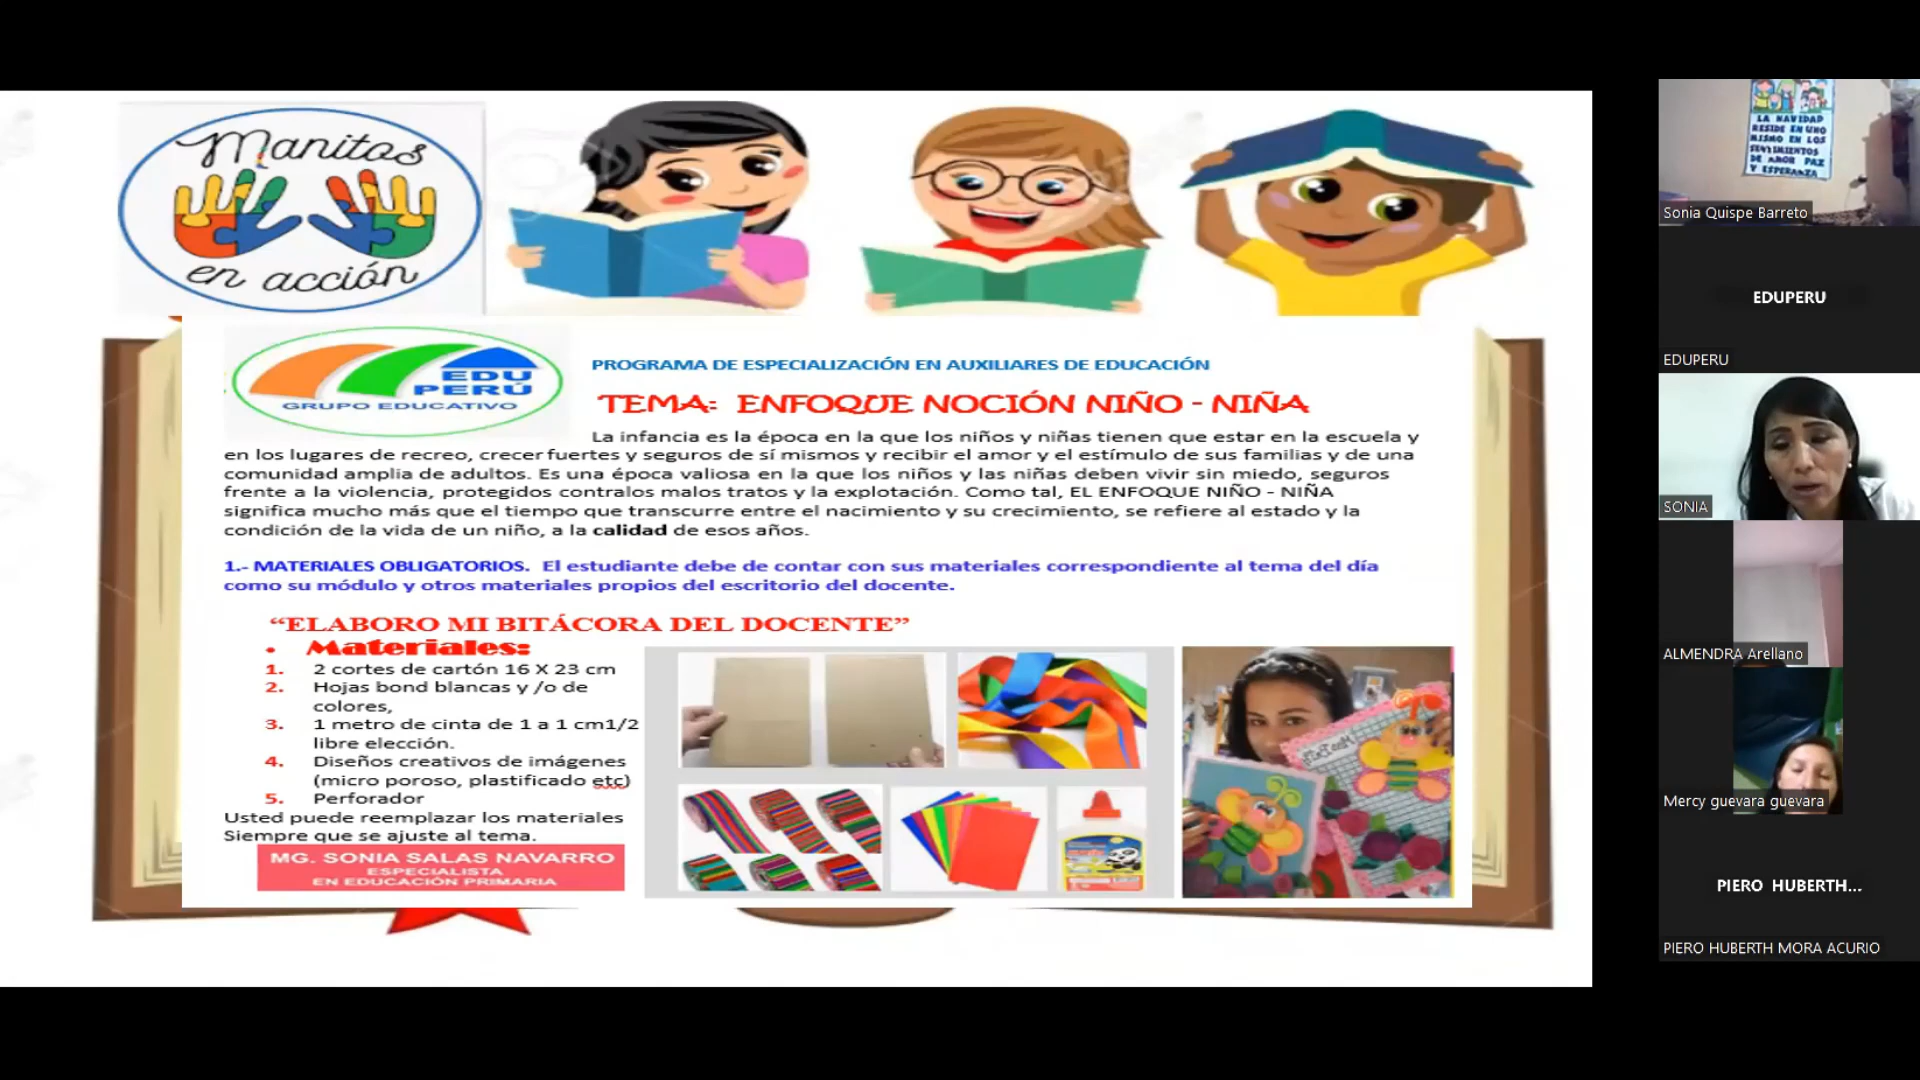 Manitos
en acción
EDU
PERÚ
GRUPO EDUCATIVO
PROGRAMA DE ESPECIALIZACIÓN EN AUXILIARES DE EDUCACIÓN
TEMA: ENFOQUE NOCIÓN NIÑO - NIÑA
La infancia es la época en la que los niños y niñas tienen que estar en la escuela y
en los lugares de recreo, crecer fuertes y seguros de sí mismos y recibir el amor y el estímulo de sus familias y de una
comunidad amplia de adultos. Es una época valiosa en la que los niños y las niñas deben vivir sin miedo, seguros
frente a la violencia, protegidos contralos malos tratos y la explotación. Como tal, EL ENFOQUE NIÑO - NIÑA
significa mucho más que el tiempo que transcurre entre el nacimiento y su crecimiento, se refiere al estado y la
condición de la vida de un niño, a la calidad de esos años.
1.- MATERIALES OBLIGATORIOS. El estudiante debe de contar con sus materiales correspondiente al tema del día
como su módulo y otros materiales propios del escritorio del docente.
“ELABORO MI BITÁCORA DEL DOCENTE”
• Materiales:
1. 2 cortes de cartón 16 X 23 cm
2. Hojas bond blancas y /o de
colores,
3. 1 metro de cinta de 1 a 1 cm1/2
libre elección.
4. Diseños creativos de imágenes
(micro poroso, plastificado etc)
5. Perforador
Usted puede reemplazar los materiales
Siempre que se ajuste al tema.
MG. SONIA SALAS NAVARRO
ESPECIALISTA
EN EDUCACIÓN PRIMARIA
LA NAVIDAD
RESIDE EN UNO
MISMO EN LOS
SENTIMIENTOS
DE AMOR PAZ
Y ESPERANZA
Sonia Quispe Barreto
EDUPERU
EDUPERU
SONIA
ALMENDRA Arellano
Mercy guevara guevara
PIERO HUBERTH...
PIERO HUBERTH MORA ACURIO